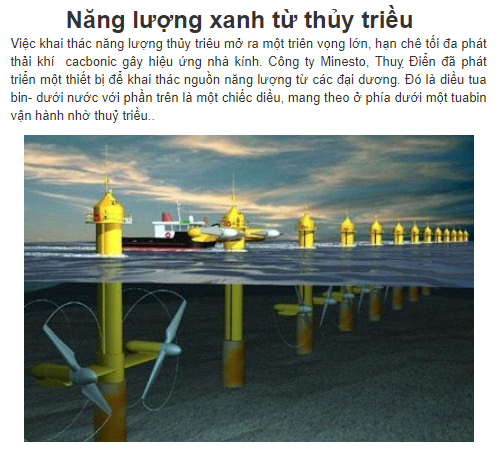 Năng lượng xanh từ thủy triều
Việc khai thác năng lượng thủy triêu mở ra một triên vọng lớn, hạn chê tối đa phát
thải khí cacbonic gây hiệu ứng nhà kính. Công ty Minesto, Thuỵ Điển đã phát
triển một thiết bị để khai thác nguồn năng lượng từ các đại dương. Đó là diều tua
bin- dưới nước với phần trên là một chiếc diều, mang theo ở phía dưới một tuabin
vận hành nhờ thuỷ triều..